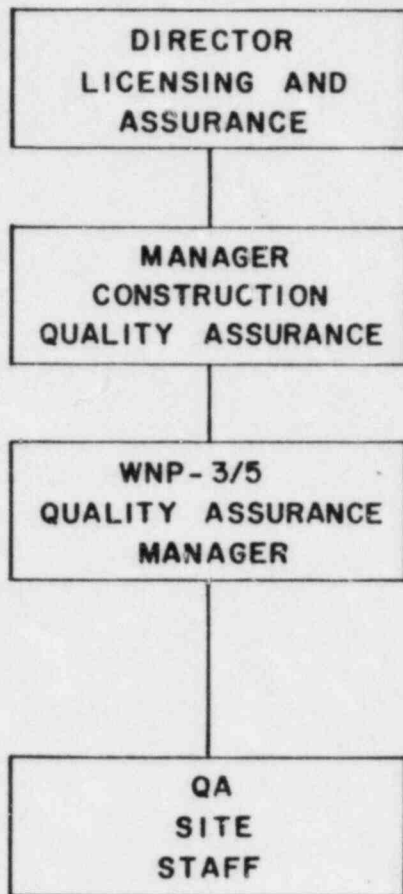 DIRECTOR
LICENSING AND
ASSURANCE
MANAGER
CONSTRUCTION
QUALITY ASSURANCE
WNP-3/5
QUALITY ASSURANCE
MANAGER
QA
SITE
STAFF